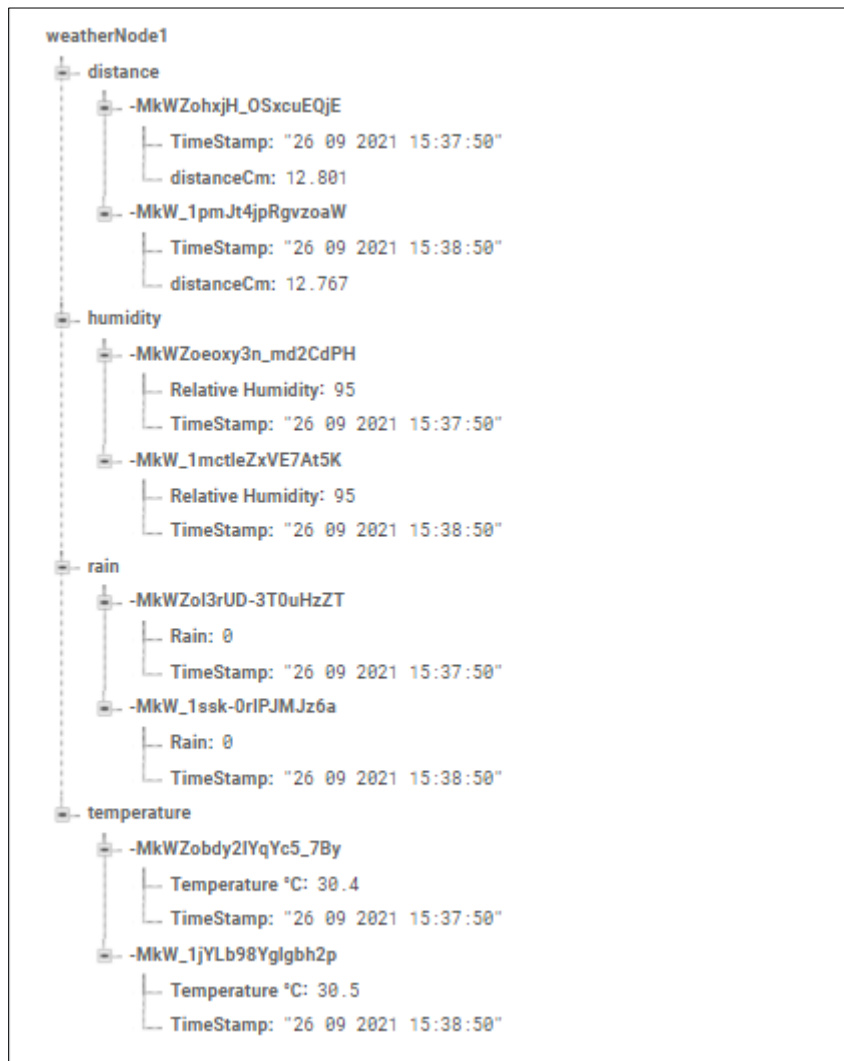 weatherNode1
distance
-MkWZohxjH_OSxcuEQjE
TimeStamp: "26 09 2021 15:37:50"
distanceCm: 12.801
-MkW_1pmJt4jpRgvzoaW
TimeStamp: "26 09 2021 15:38:50"
distanceCm: 12.767
humidity
-MkWZoeoxy3n_md2CdPH
Relative Humidity: 95
TimeStamp: "26 09 2021 15:37:50"
-MkW_1mctleZxVE7At5K
Relative Humidity: 95
TimeStamp: "26 09 2021 15:38:50"
rain
-MkWZol3rUD-3T0uHzZT
Rain: 0
TimeStamp: "26 09 2021 15:37:50"
-MkW_1ssk-0rIPJMJz6a
Rain: 0
TimeStamp: "26 09 2021 15:38:50"
temperature
-MkWZobdy2IYqYc5_7By
Temperature °C: 30.4
TimeStamp: "26 09 2021 15:37:50"
-MkW_1jYLb98Yglgbh2p
Temperature °C: 30.5
TimeStamp: "26 09 2021 15:38:50"